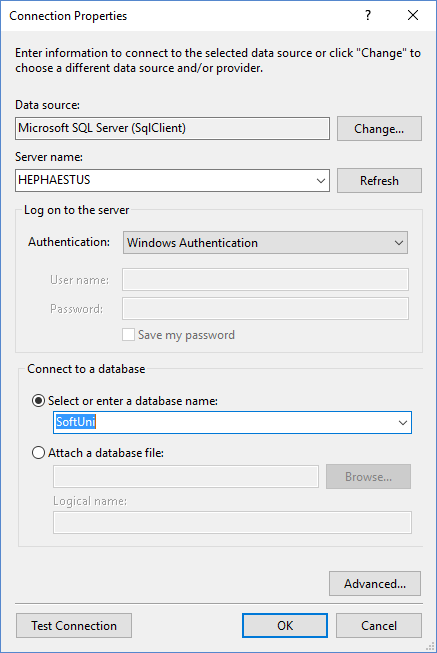 Connection Properties
Enter information to connect to the selected data source or click "Change" to
choose a different data source and/or provider.
Data source:
Microsoft SQL Server (SqlClient)
Change...
Server name:
HEPHAESTUS
Refresh
Log on to the server
Authentication:
Windows Authentication
User name:
Password:
Save my password
Connect to a database
Select or enter a database name:
SoftUni
Attach a database file:
Browse...
Logical name:
Advanced...
Test Connection
OK
Cancel